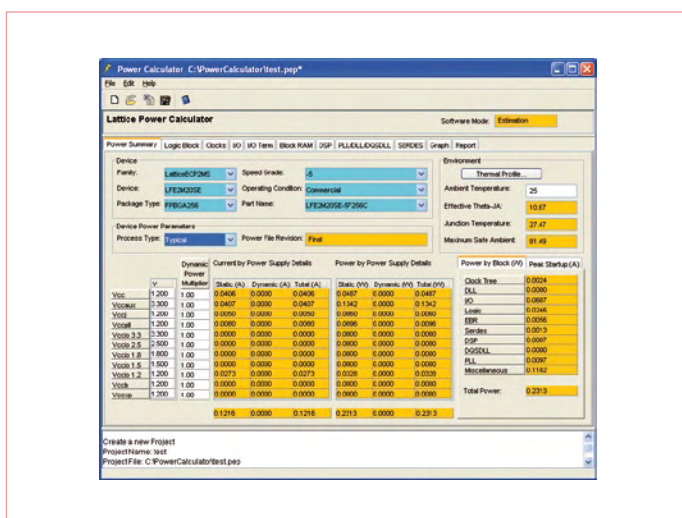 Power Calculator C:\PowerCalculator\test.pep*
File Edit Help
Lattice Power Calculator
Software Mode: Estimation
Power Summary Logic Block Clocks I/O I/O Term Block RAM DSP PLL/DLL/DQSDLL SERDES Graph Report
Device
Environment
Family: LatticeECP2MS Speed Grade: -5
Thermal Profile...
Device: LFE2M20SE Operating Condition: Commercial
Ambient Temperature: 25
Package Type: FPBGA256 Part Name: LFE2M20SE-5F256C
Effective Theta-JA: 10.67
Junction Temperature: 27.47
Device Power Parameters
Process Type: Typical Power File Revision: Final
Maximum Safe Ambient: 81.49
Dynamic Power Multiplier
Current by Power Supply Details Power by Power Supply Details
Power by Block (W) Peak Startup (A)
V Static (A) Dynamic (A) Total (A) Static (W) Dynamic (W) Total (W)
Vcc 1.200 1.00 0.0406 0.0000 0.0406 0.0487 0.0000 0.0487
Vccaux 3.300 1.00 0.0407 0.0000 0.0407 0.1342 0.0000 0.1342
Vccj 1.200 1.00 0.0050 0.0000 0.0050 0.0060 0.0000 0.0060
Vccpll 1.200 1.00 0.0080 0.0000 0.0080 0.0096 0.0000 0.0096
Vccio 3.3 3.300 1.00 0.0000 0.0000 0.0000 0.0000 0.0000 0.0000
Vccio 2.5 2.500 1.00 0.0000 0.0000 0.0000 0.0000 0.0000 0.0000
Vccio 1.8 1.800 1.00 0.0000 0.0000 0.0000 0.0000 0.0000 0.0000
Vccio 1.5 1.500 1.00 0.0000 0.0000 0.0000 0.0000 0.0000 0.0000
Vccio 1.2 1.200 1.00 0.0273 0.0000 0.0273 0.0328 0.0000 0.0328
Vccib 1.200 1.00 0.0000 0.0000 0.0000 0.0000 0.0000 0.0000
1.200 1.00 0.0000 0.0000 0.0000 0.0000 0.0000 0.0000
0.1216 0.0000 0.1216 0.2313 0.0000 0.2313
Clock Tree 0.0024
DLL 0.0000
I/O 0.0687
Logic 0.0246
EBR 0.0056
Serdes 0.0013
DSP 0.0007
DQSDLL 0.0000
PLL 0.0097
Miscellaneous 0.1182
Total Power: 0.2313
Create a new Project
Project Name: test
Project File: C:\PowerCalculator\test.pep